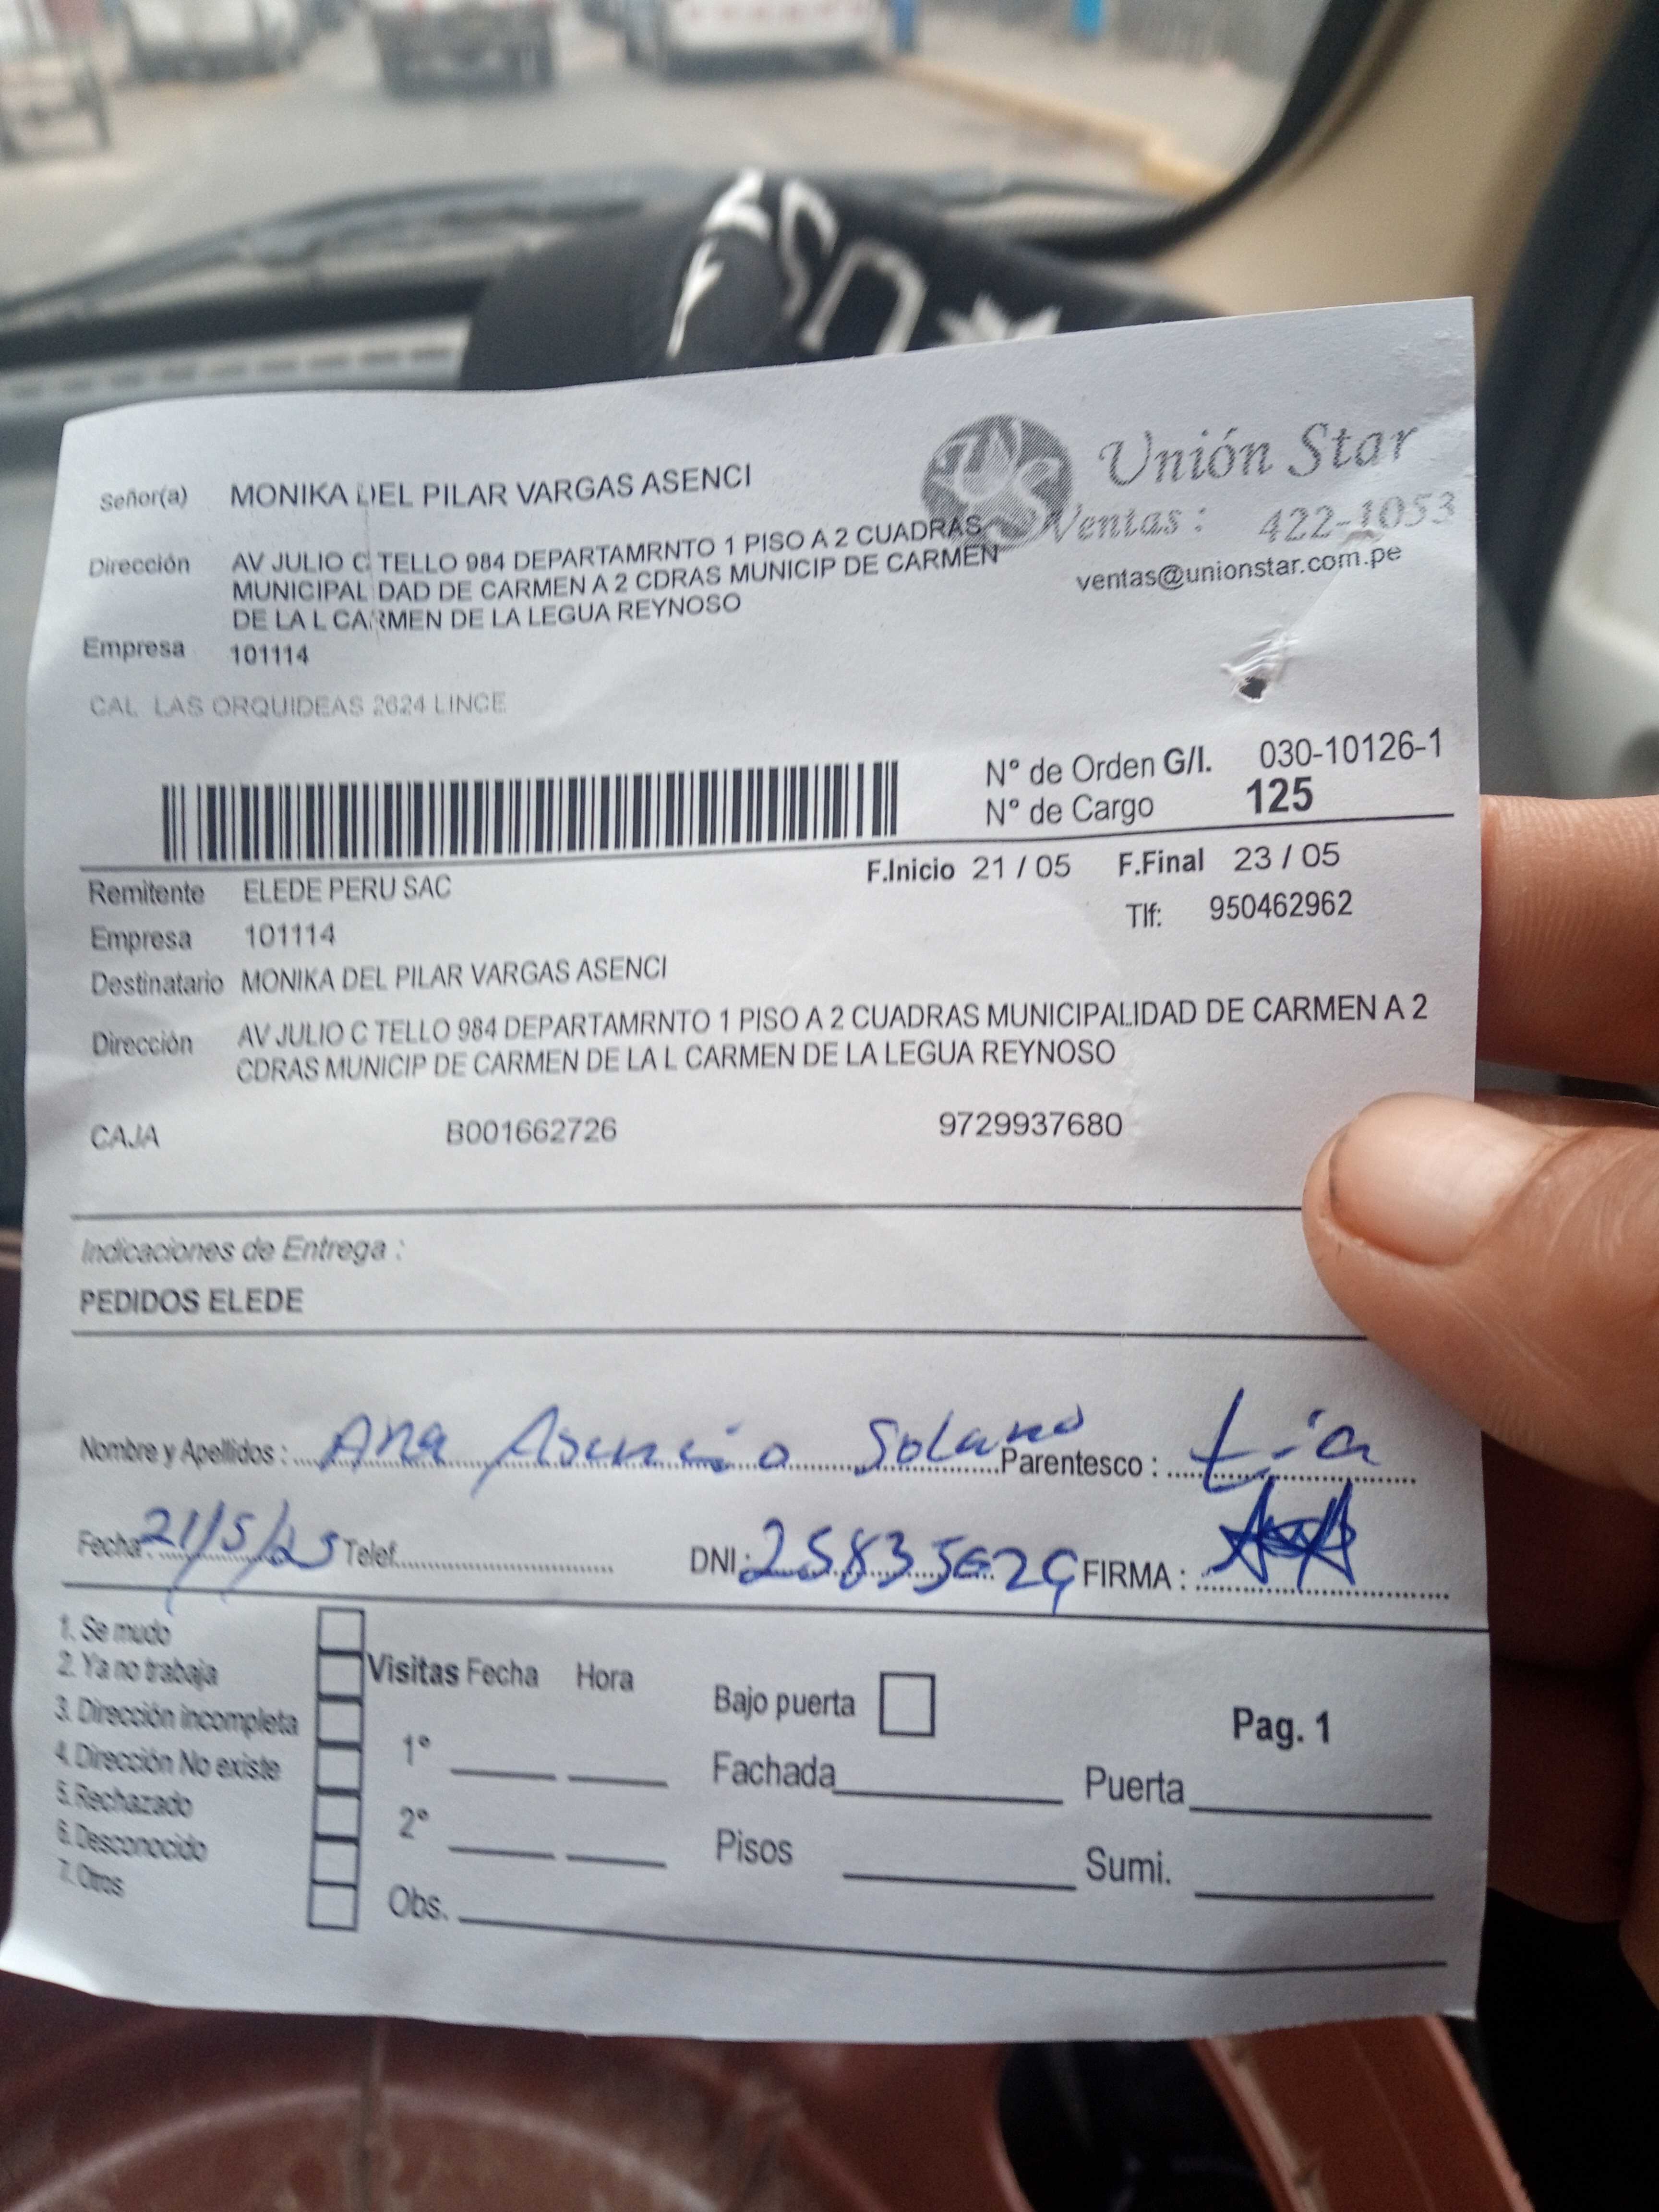 Unión Star
Ventas : 422-1053
ventas@unionstar.com.pe
Señor(a) MONIKA DEL PILAR VARGAS ASENCI
Dirección AV JULIO C TELLO 984 DEPARTAMRNTO 1 PISO A 2 CUADRAS
MUNICIPALIDAD DE CARMEN A 2 CDRAS MUNICIP DE CARMEN
DE LA L CARMEN DE LA LEGUA REYNOSO
Empresa 101114
CAL LAS ORQUIDEAS 2624 LINCE
N° de Orden G/I. 030-10126-1
N° de Cargo 125
F.Inicio 21 / 05 F.Final 23 / 05
Remitente ELEDE PERU SAC
Tlf: 950462962
Empresa 101114
Destinatario MONIKA DEL PILAR VARGAS ASENCI
Dirección AV JULIO C TELLO 984 DEPARTAMRNTO 1 PISO A 2 CUADRAS MUNICIPALIDAD DE CARMEN A 2
CDRAS MUNICIP DE CARMEN DE LA L CARMEN DE LA LEGUA REYNOSO
CAJA B001662726 9729937680
Indicaciones de Entrega :
PEDIDOS ELEDE
Nombre y Apellidos : Ana Asencio Solano Parentesco : tia
Fecha: 21/5/25 Telef. DNI: 25835629 FIRMA :
1. Se mudo
2. Ya no trabaja
3. Dirección incompleta
4. Dirección No existe
5. Rechazado
6. Desconocido
7. Otros
Visitas Fecha Hora
1°
2°
Obs.
Bajo puerta
Fachada
Pisos
Pag. 1
Puerta
Sumi.